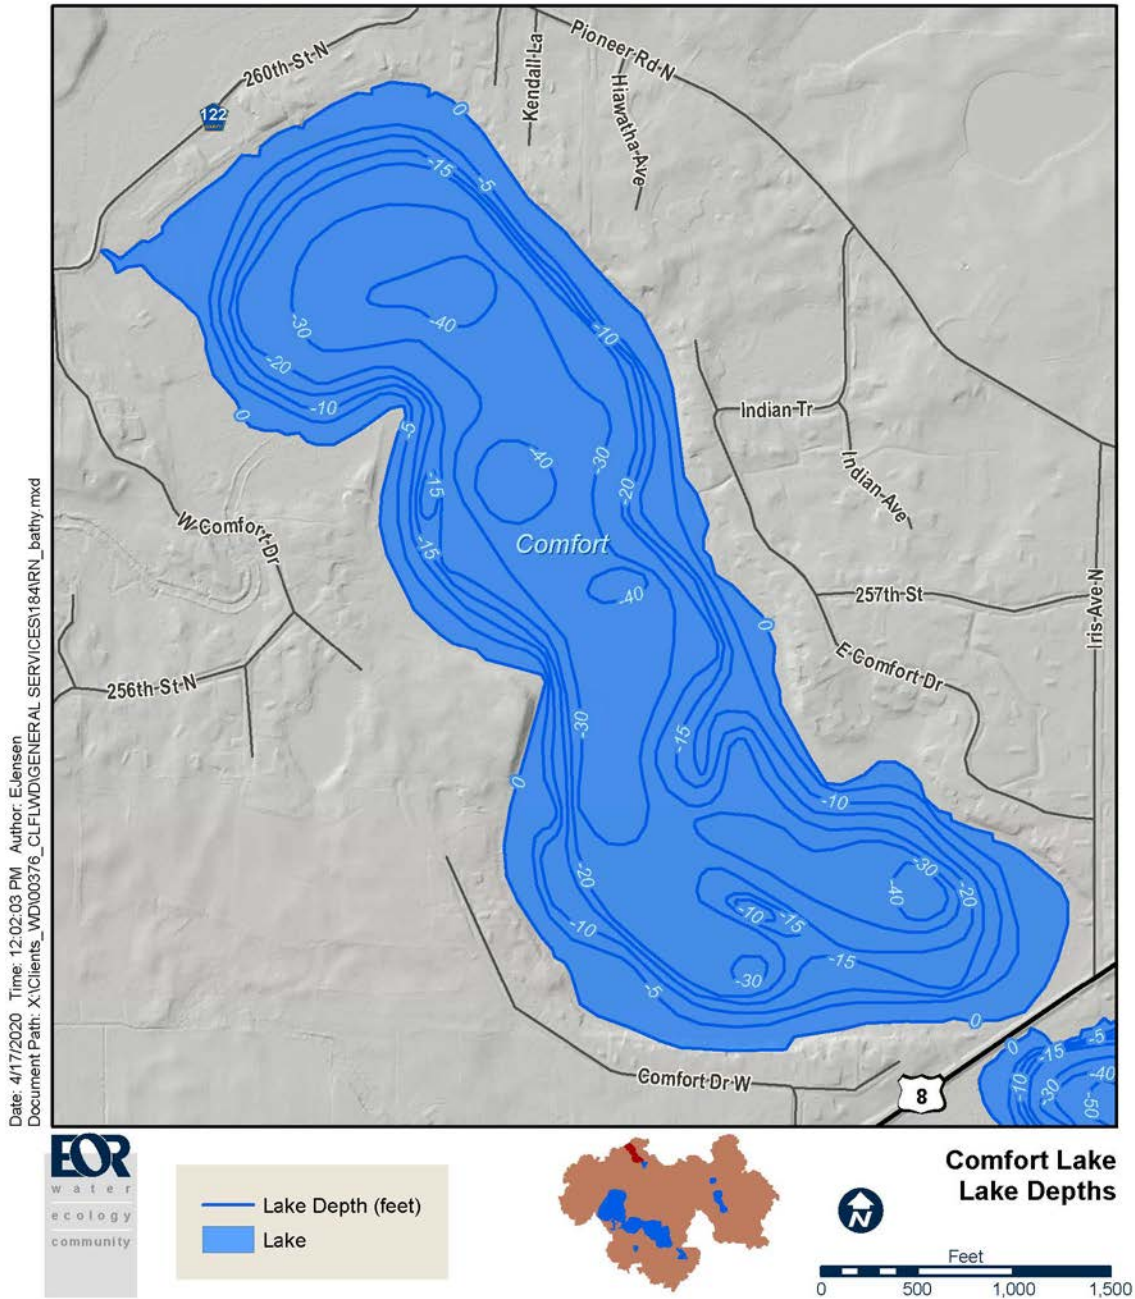 260th St N
122
Kendall La
Pioneer Rd N
Hiawatha Ave
0
-5
-15
-10
-30
-40
-20
-10
0
-5
-40
-30
-20
-15
-15
Comfort
-40
Indian Tr
Indian Ave
W Comfort Dr
257th St
Iris Ave N
0
E Comfort Dr
256th St N
-30
-15
0
-10
-20
-30
-40
-20
-10
-15
-10
-15
-30
-5
0
Comfort Dr W
8
0
-15
-5
-10
-30
-40
-50
Date: 4/17/2020 Time: 12:02:03 PM Author: EJensen
Document Path: X:\Clients_WD\00376_CLFLWD\GENERAL SERVICES\184\RN_bathy.mxd
EOR
water
ecology
community
Lake Depth (feet)
Lake
N
Comfort Lake
Lake Depths
Feet
0 500 1,000 1,500